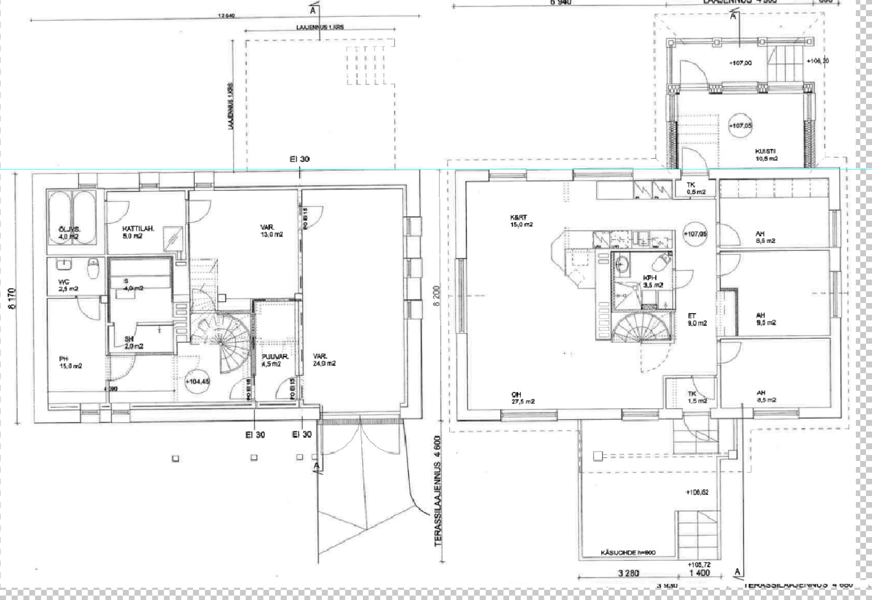 12 640
A
LAAJENNUS 1.KRS
LAAJENNUS 1.KRS
EI 30
ÖLJYS.
4,0 m2
KATTILAH.
5,0 m2
VAR.
13,0 m2
WC
2,5 m2
S
4,0 m2
SH
2,0 m2
PH
15,0 m2
PUUVAR.
4,5 m2
VAR.
24,0 m2
+104,45
EI 30
EI 30
A
8 170
6 940
LAAJENNUS 4 560
A
+107,00
+106,20
+107,05
KUISTI
10,5 m2
TK
0,5 m2
K&RT
15,0 m2
+107,05
AH
KPH
3,5 m2
ET
9,0 m2
AH
9,5 m2
OH
27,5 m2
TK
1,5 m2
AH
8,5 m2
8 200
TERASSILAAJENNUS 4 600
+106,62
KÄSIJOHDE h=900
+105,72
A
3 280
1 400
TERASSILAAJENNUS 4 600